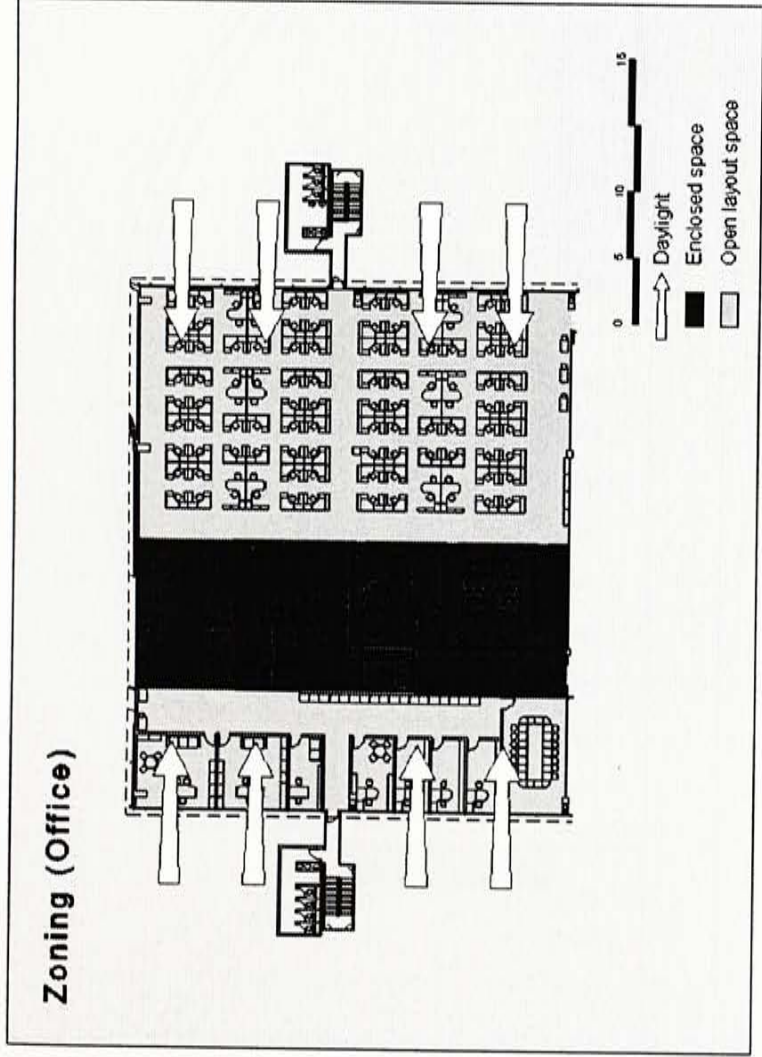 Zoning (Office)
0 5 10 15
Daylight
Enclosed space
Open layout space